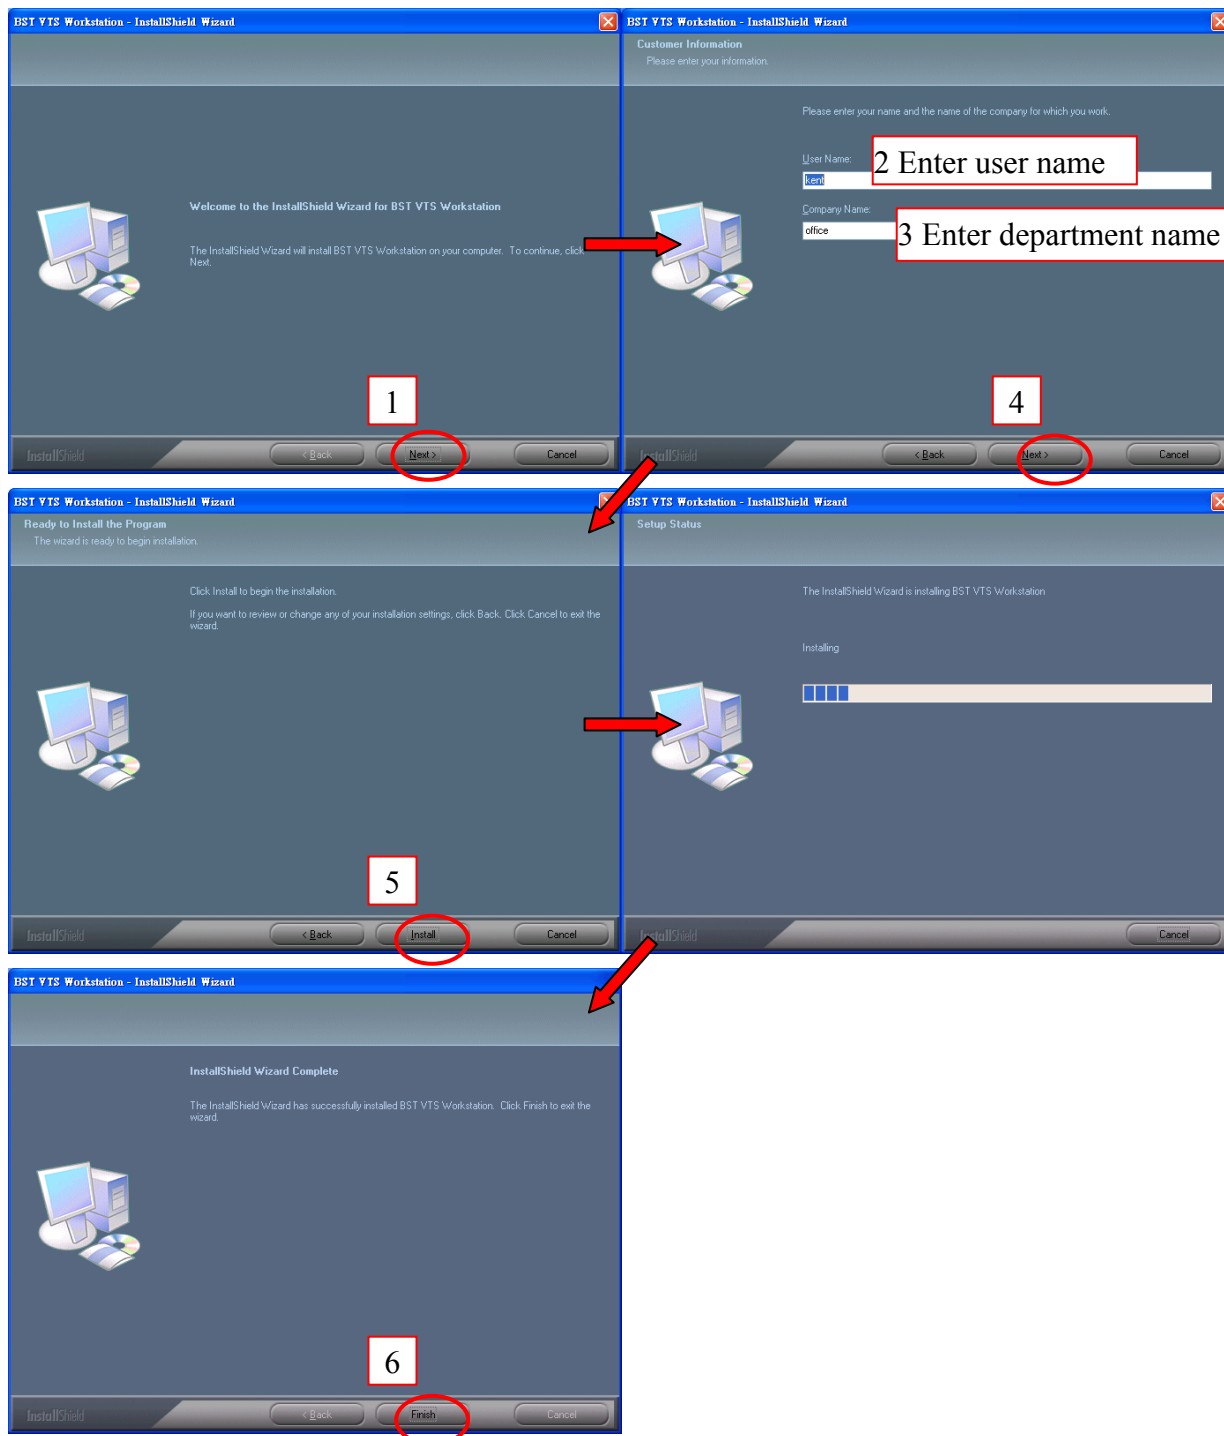 BST VTS Workstation - InstallShield Wizard
Welcome to the InstallShield Wizard for BST VTS Workstation
The InstallShield Wizard will install BST VTS Workstation on your computer. To continue, click
Next.
1
InstallShield
< Back
Next >
Cancel
BST VTS Workstation - InstallShield Wizard
Customer Information
Please enter your information.
Please enter your name and the name of the company for which you work.
User Name:
2 Enter user name
kent
Company Name:
office
3 Enter department name
4
InstallShield
< Back
Next >
Cancel
BST VTS Workstation - InstallShield Wizard
Ready to Install the Program
The wizard is ready to begin installation.
Click Install to begin the installation.
If you want to review or change any of your installation settings, click Back. Click Cancel to exit the
wizard.
5
InstallShield
< Back
Install
Cancel
BST VTS Workstation - InstallShield Wizard
Setup Status
The InstallShield Wizard is installing BST VTS Workstation
Installing
InstallShield
Cancel
BST VTS Workstation - InstallShield Wizard
InstallShield Wizard Complete
The InstallShield Wizard has successfully installed BST VTS Workstation. Click Finish to exit the
wizard.
6
InstallShield
< Back
Finish
Cancel